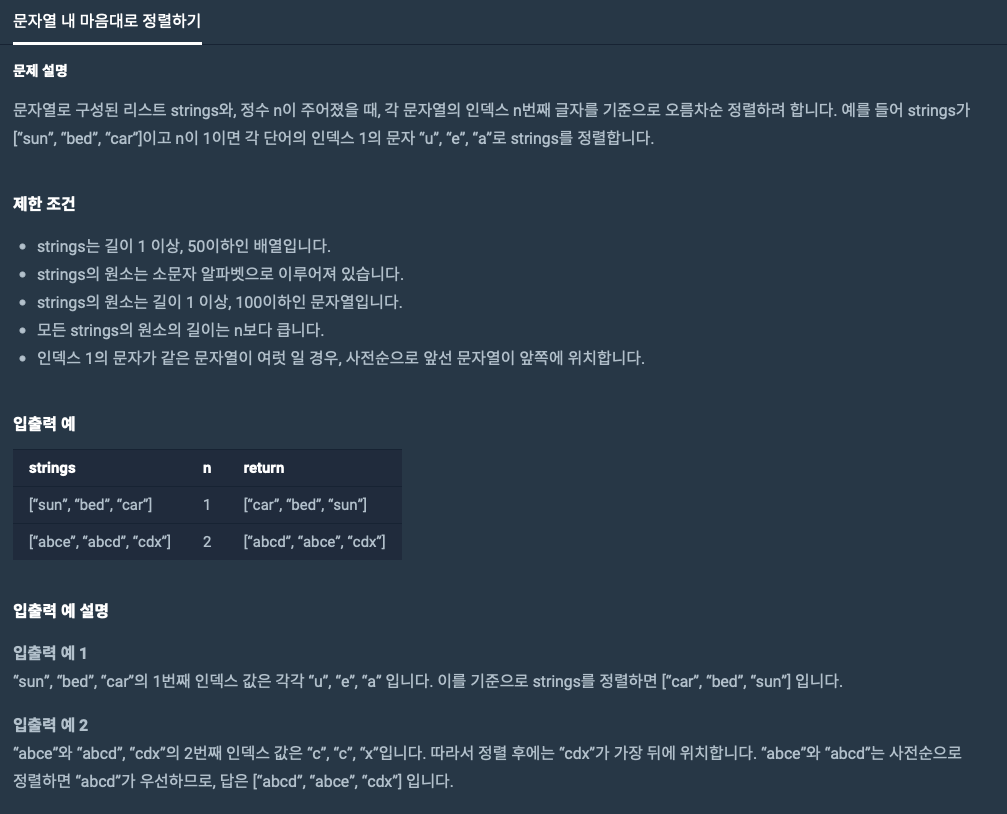 문자열 내 마음대로 정렬하기
문제 설명
문자열로 구성된 리스트 strings와, 정수 n이 주어졌을 때, 각 문자열의 인덱스 n번째 글자를 기준으로 오름차순 정렬하려 합니다. 예를 들어 strings가
[“sun”, “bed”, “car”]이고 n이 1이면 각 단어의 인덱스 1의 문자 “u”, “e”, “a”로 strings를 정렬합니다.
제한 조건
• strings는 길이 1 이상, 50이하인 배열입니다.
• strings의 원소는 소문자 알파벳으로 이루어져 있습니다.
• strings의 원소는 길이 1 이상, 100이하인 문자열입니다.
• 모든 strings의 원소의 길이는 n보다 큽니다.
• 인덱스 1의 문자가 같은 문자열이 여럿 일 경우, 사전순으로 앞선 문자열이 앞쪽에 위치합니다.
입출력 예
strings n return
[“sun”, “bed”, “car”] 1 [“car”, “bed”, “sun”]
[“abce”, “abcd”, “cdx”] 2 [“abcd”, “abce”, “cdx”]
입출력 예 설명
입출력 예 1
“sun”, “bed”, “car”의 1번째 인덱스 값은 각각 “u”, “e”, “a” 입니다. 이를 기준으로 strings를 정렬하면 [“car”, “bed”, “sun”] 입니다.
입출력 예 2
“abce”와 “abcd”, “cdx”의 2번째 인덱스 값은 “c”, “c”, “x”입니다. 따라서 정렬 후에는 “cdx”가 가장 뒤에 위치합니다. “abce”와 “abcd”는 사전순으로
정렬하면 “abcd”가 우선하므로, 답은 [“abcd”, “abce”, “cdx”] 입니다.